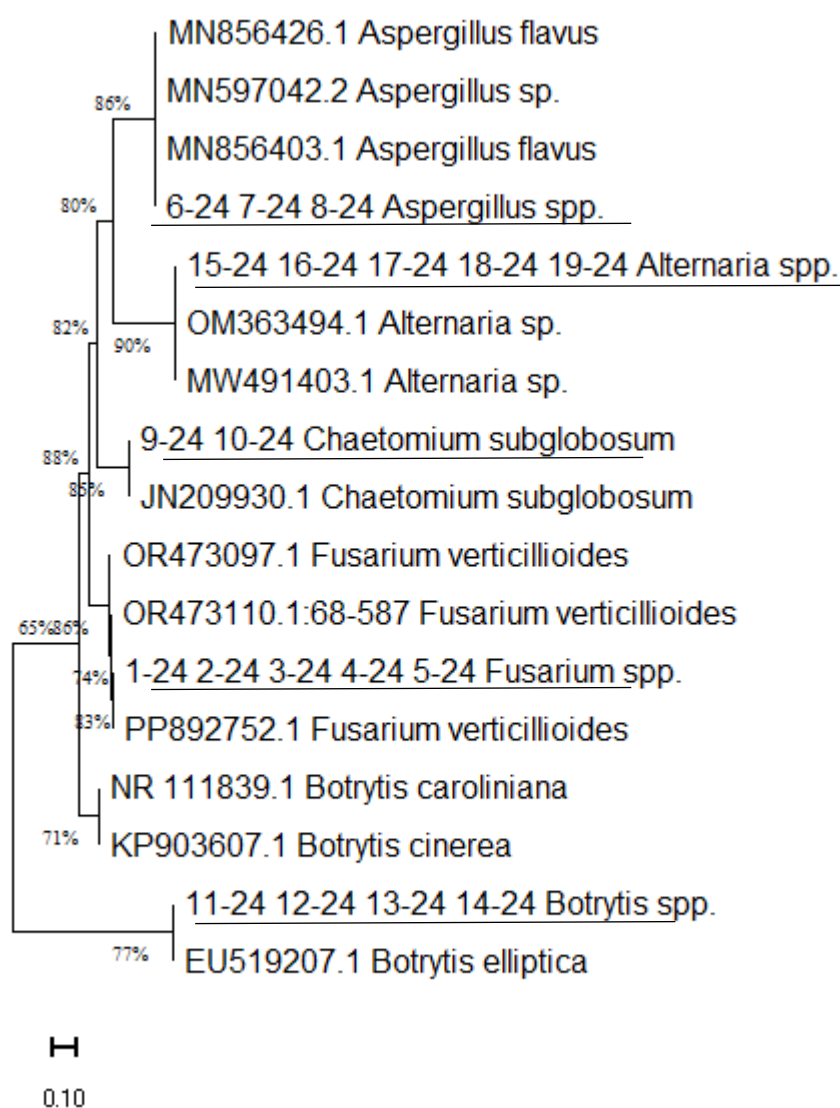 MN856426.1 Aspergillus flavus
86%
MN597042.2 Aspergillus sp.
MN856403.1 Aspergillus flavus
80%
6-24 7-24 8-24 Aspergillus spp.
15-24 16-24 17-24 18-24 19-24 Alternaria spp.
82%
OM363494.1 Alternaria sp.
90%
MW491403.1 Alternaria sp.
9-24 10-24 Chaetomium subglobosum
88%
85%
JN209930.1 Chaetomium subglobosum
OR473097.1 Fusarium verticillioides
OR473110.1:68-587 Fusarium verticillioides
65%86%
74%
1-24 2-24 3-24 4-24 5-24 Fusarium spp.
83%
PP892752.1 Fusarium verticillioides
NR 111839.1 Botrytis caroliniana
71%
KP903607.1 Botrytis cinerea
11-24 12-24 13-24 14-24 Botrytis spp.
77%
EU519207.1 Botrytis elliptica
0.10